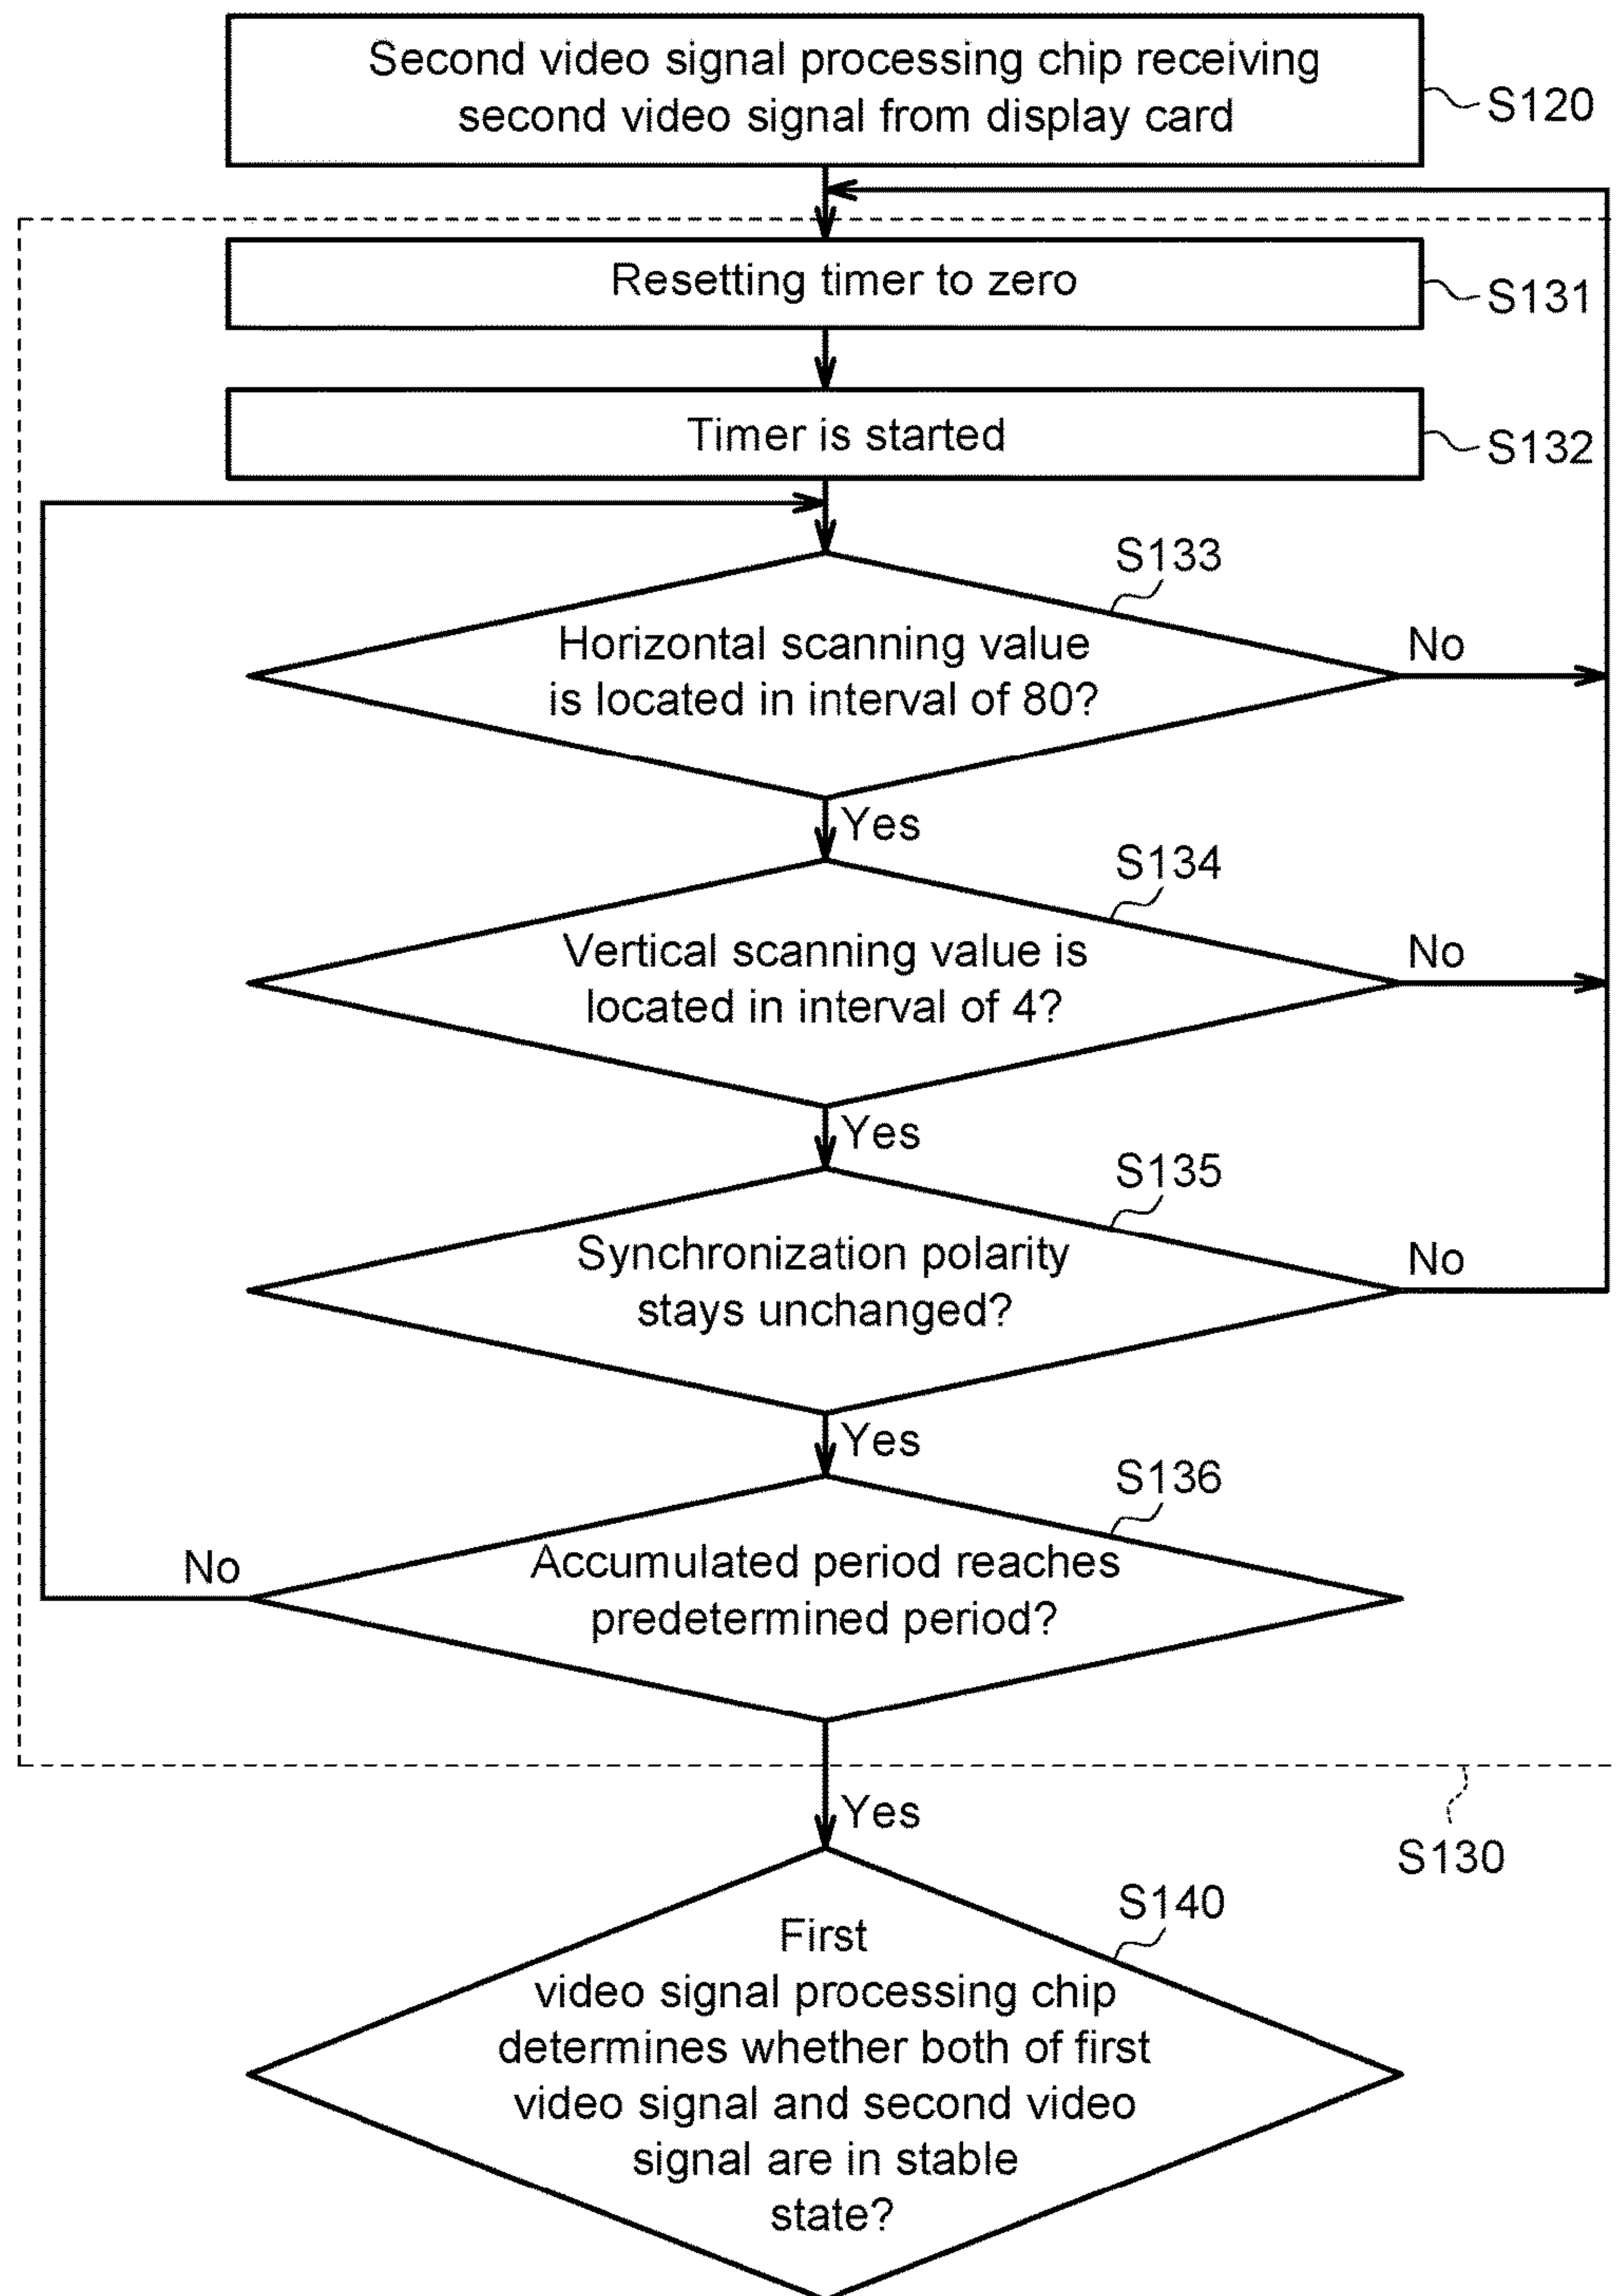 Second video signal processing chip receiving
second video signal from display card
S120
Resetting timer to zero
S131
Timer is started
S132
S133
Horizontal scanning value
is located in interval of 80?
No
Yes
S134
Vertical scanning value is
located in interval of 4?
No
Yes
S135
Synchronization polarity
stays unchanged?
No
Yes
S136
Accumulated period reaches
predetermined period?
No
Yes
S130
S140
First
video signal processing chip
determines whether both of first
video signal and second video
signal are in stable
state?